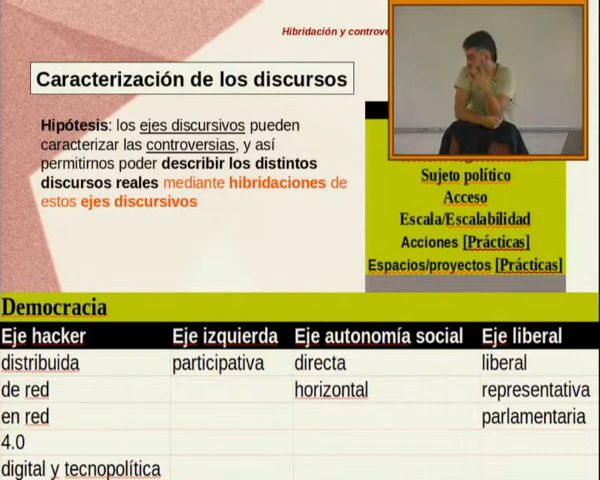 Hibridación y
Caracterización de los discursos
Hipótesis: los ejes discursivos pueden
caracterizar las controversias, y así
permitirnos poder describir los distintos
discursos reales mediante hibridaciones de
estos ejes discursivos
Sujeto político
Acceso
Escala/Escalabilidad
Acciones [Prácticas]
Espacios/proyectos [Prácticas]
Democracia
Eje hacker Eje izquierda Eje autonomía social Eje liberal
distribuida participativa directa liberal
de red horizontal representativa
en red parlamentaria
4.0
digital y tecnopolítica